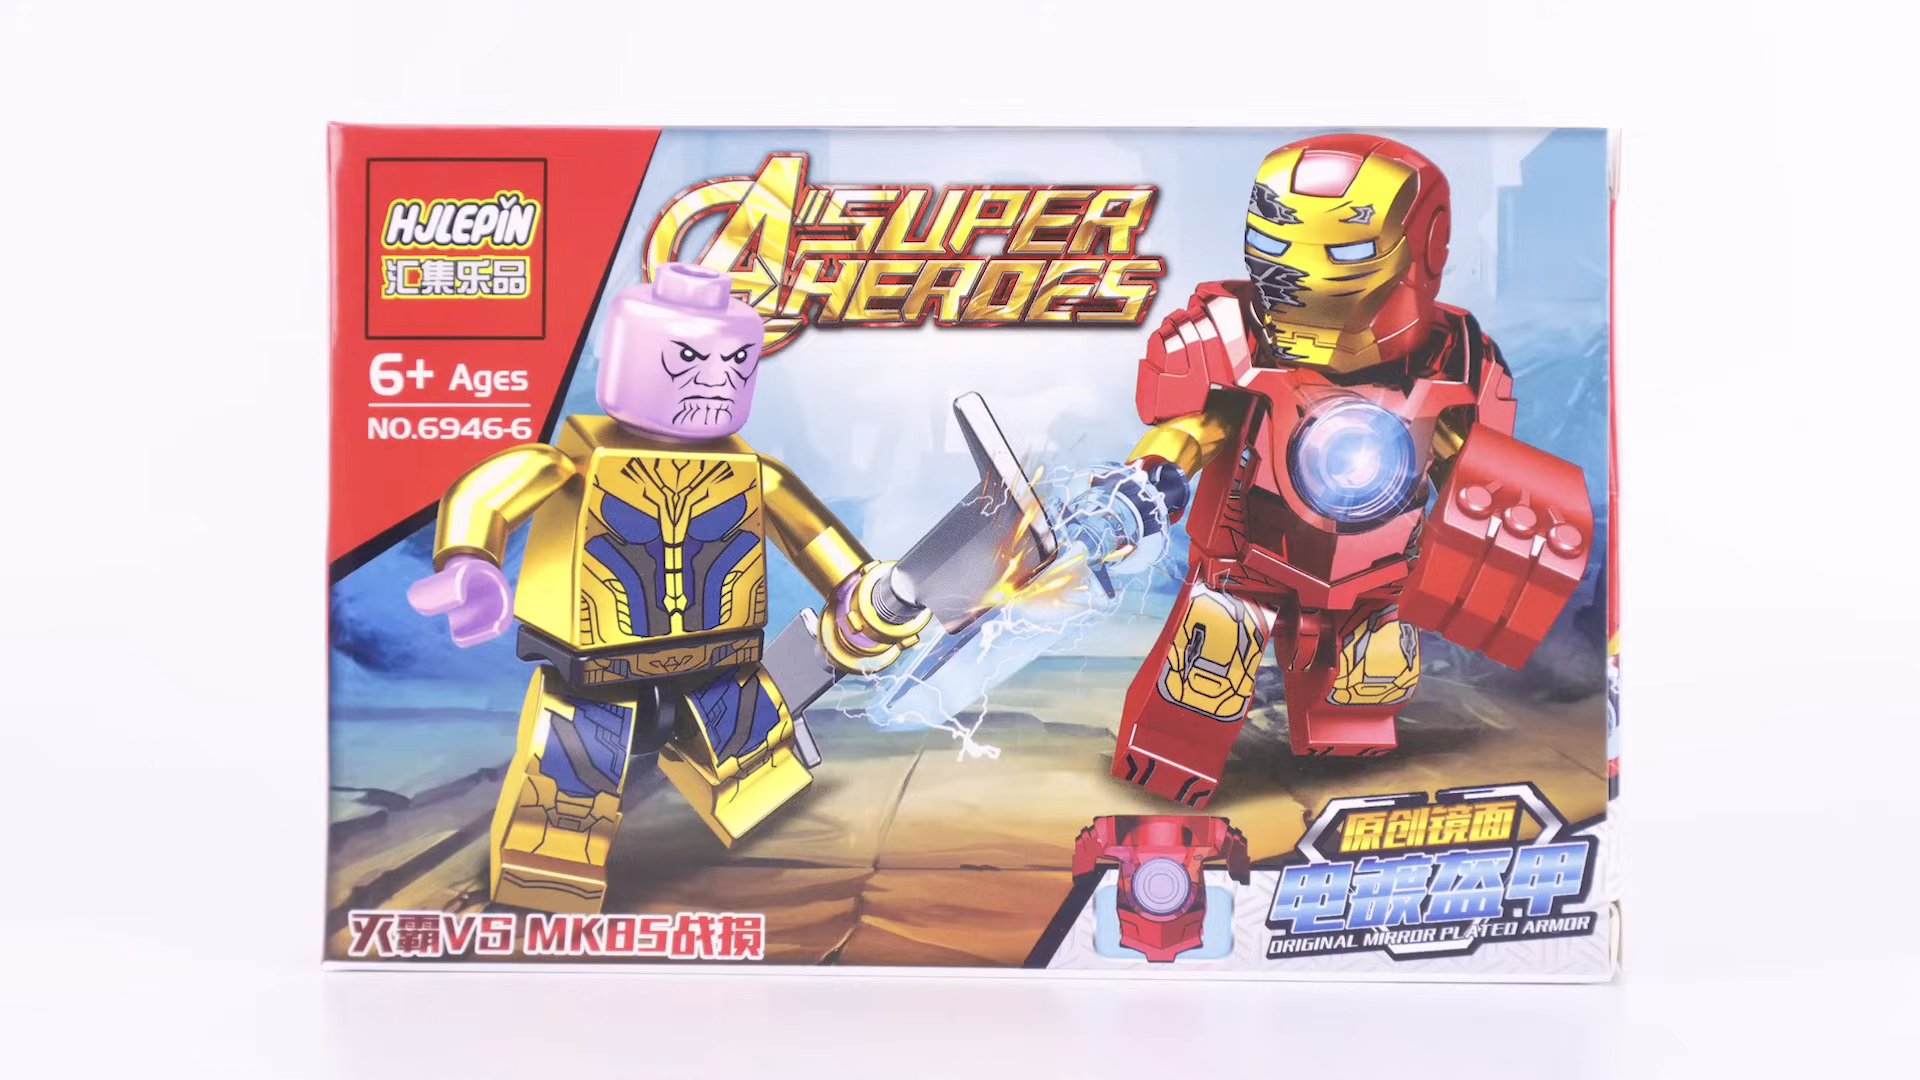 HJLEPIN
汇集乐品
6+ Ages
NO.6946-6
SUPER
HEROES
灭霸VS MK85战损
原创镜面
电镀盔甲
ORIGINAL MIRROR PLATED ARMOR